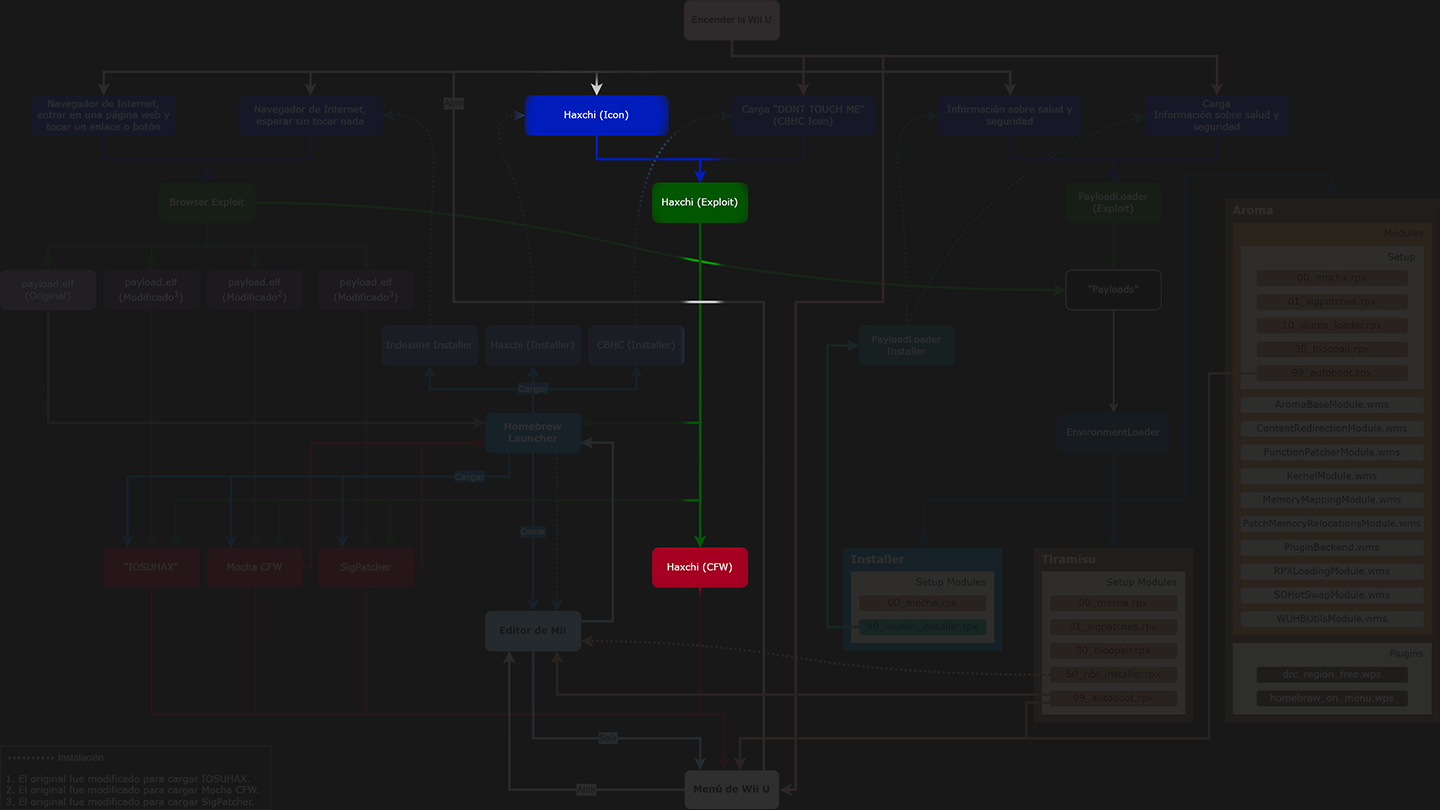 Encender la Wii U
Abrir
Navegador de Internet,
entrar en una página web y
tocar un enlace o botón
Navegador de Internet,
esperar sin tocar nada
Haxchi (Icon)
Carga "DONT TOUCH ME"
(CBHC Icon)
Información sobre salud y
seguridad
Carga
Información sobre salud y
seguridad
Browser Exploit
Haxchi (Exploit)
PayloadLoader
(Exploit)
payload.elf
(Original)
payload.elf
(Modificado¹)
payload.elf
(Modificado²)
payload.elf
(Modificado³)
"Payloads"
Indexiine Installer
Haxchi (Installer)
CBHC (Installer)
PayloadLoader
Installer
Cargar
Homebrew
Launcher
EnvironmentLoader
Cargar
Cerrar
"IOSUHAX"
Mocha CFW
SigPatcher
Haxchi (CFW)
Editor de Mii
Salir
Abrir
Menú de Wii U
Installer
Setup Modules
00_mocha.rpx
90_launch_installer.rpx
Tiramisu
Setup Modules
00_mocha.rpx
01_sigpatches.rpx
30_bloopair.rpx
50_hbl_installer.rpx
99_autoboot.rpx
Aroma
Modules
Setup
00_mocha.rpx
01_sigpatches.rpx
10_wums_loader.rpx
30_bloopair.rpx
99_autoboot.rpx
AromaBaseModule.wms
ContentRedirectionModule.wms
FunctionPatcherModule.wms
KernelModule.wms
MemoryMappingModule.wms
PatchMemoryRelocationsModule.wms
PluginBackend.wms
RPXLoadingModule.wms
SDHotSwapModule.wms
WUHBUtilsModule.wms
Plugins
drc_region_free.wps
homebrew_on_menu.wps
Instalación
1. El original fue modificado para cargar IOSUHAX.
2. El original fue modificado para cargar Mocha CFW.
3. El original fue modificado para cargar SigPatcher.